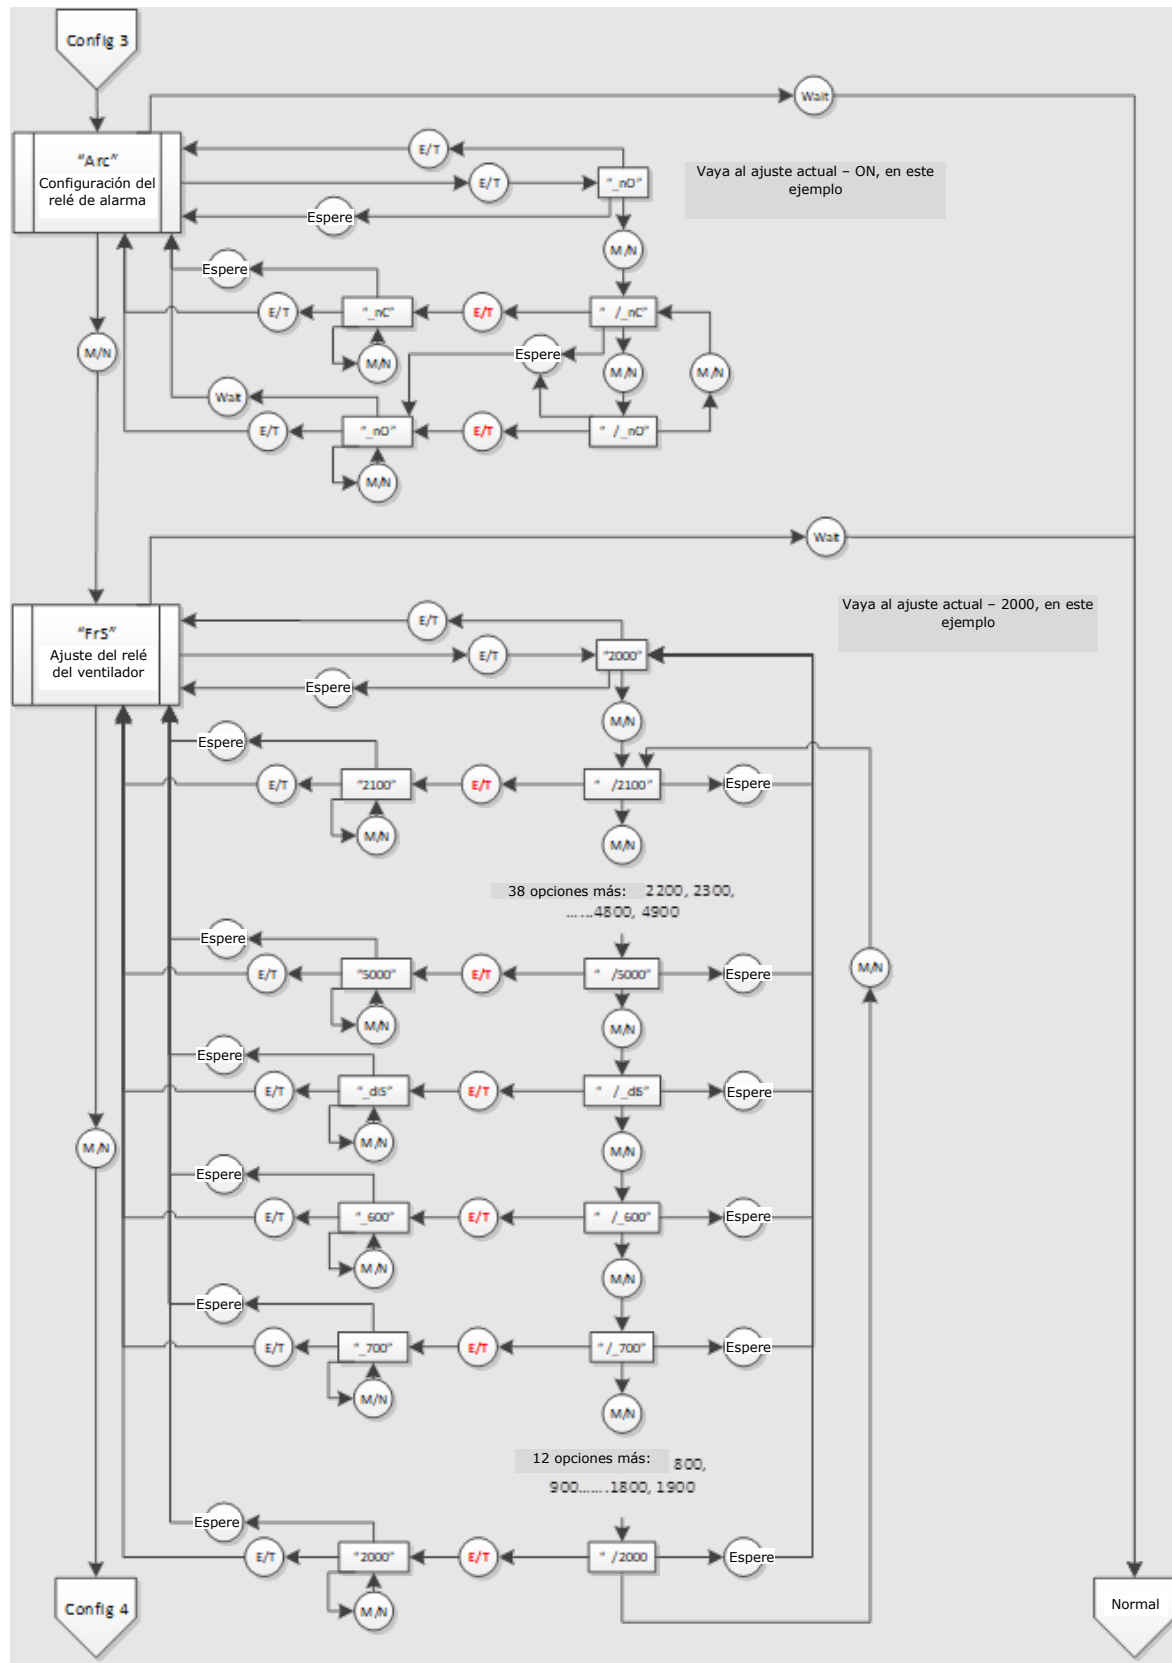 Config 3
Wait
"Arc"
Configuración del
relé de alarma
E/T
E/T
"_nO"
Vaya al ajuste actual – ON, en este
ejemplo
Espere
M/N
Espere
E/T
"_nC"
E/T
" /_nC"
M/N
M/N
Espere
M/N
M/N
Wait
E/T
"_nO"
E/T
" /_nO"
M/N
Wait
"FrS"
Ajuste del relé
del ventilador
E/T
E/T
"2000"
Vaya al ajuste actual – 2000, en este
ejemplo
Espere
M/N
Espere
E/T
"2100"
E/T
" /2100"
Espere
M/N
M/N
38 opciones más: 2200, 2300,
......4800, 4900
Espere
E/T
"5000"
E/T
" /5000"
Espere
M/N
M/N
M/N
Espere
E/T
"_diS"
E/T
" /_diS"
Espere
M/N
M/N
M/N
Espere
E/T
"_600"
E/T
" /_600"
Espere
M/N
M/N
Espere
E/T
"_700"
E/T
"/_700"
Espere
M/N
M/N
12 opciones más: 800,
900.......1800, 1900
Espere
E/T
"2000"
E/T
" /2000
Espere
M/N
Config 4
Normal